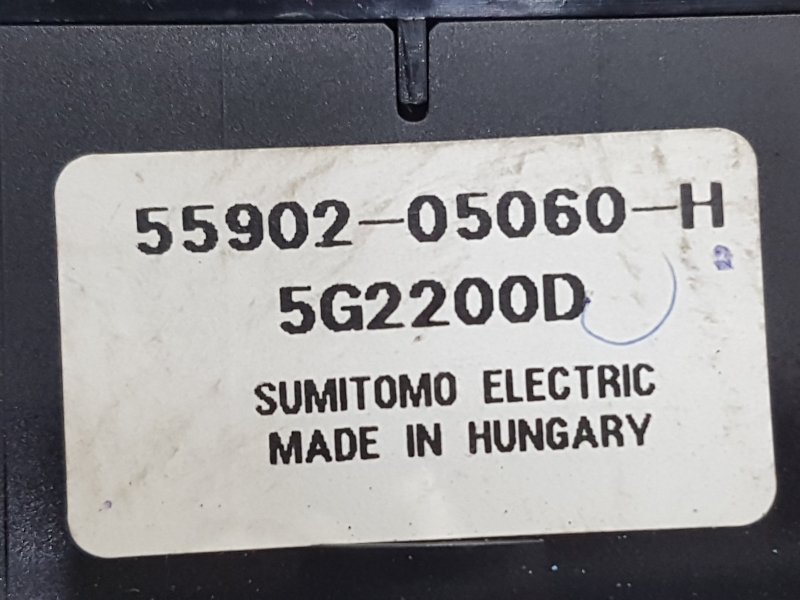 55902-05060-H
5G2200D
SUMITOMO ELECTRIC
MADE IN HUNGARY